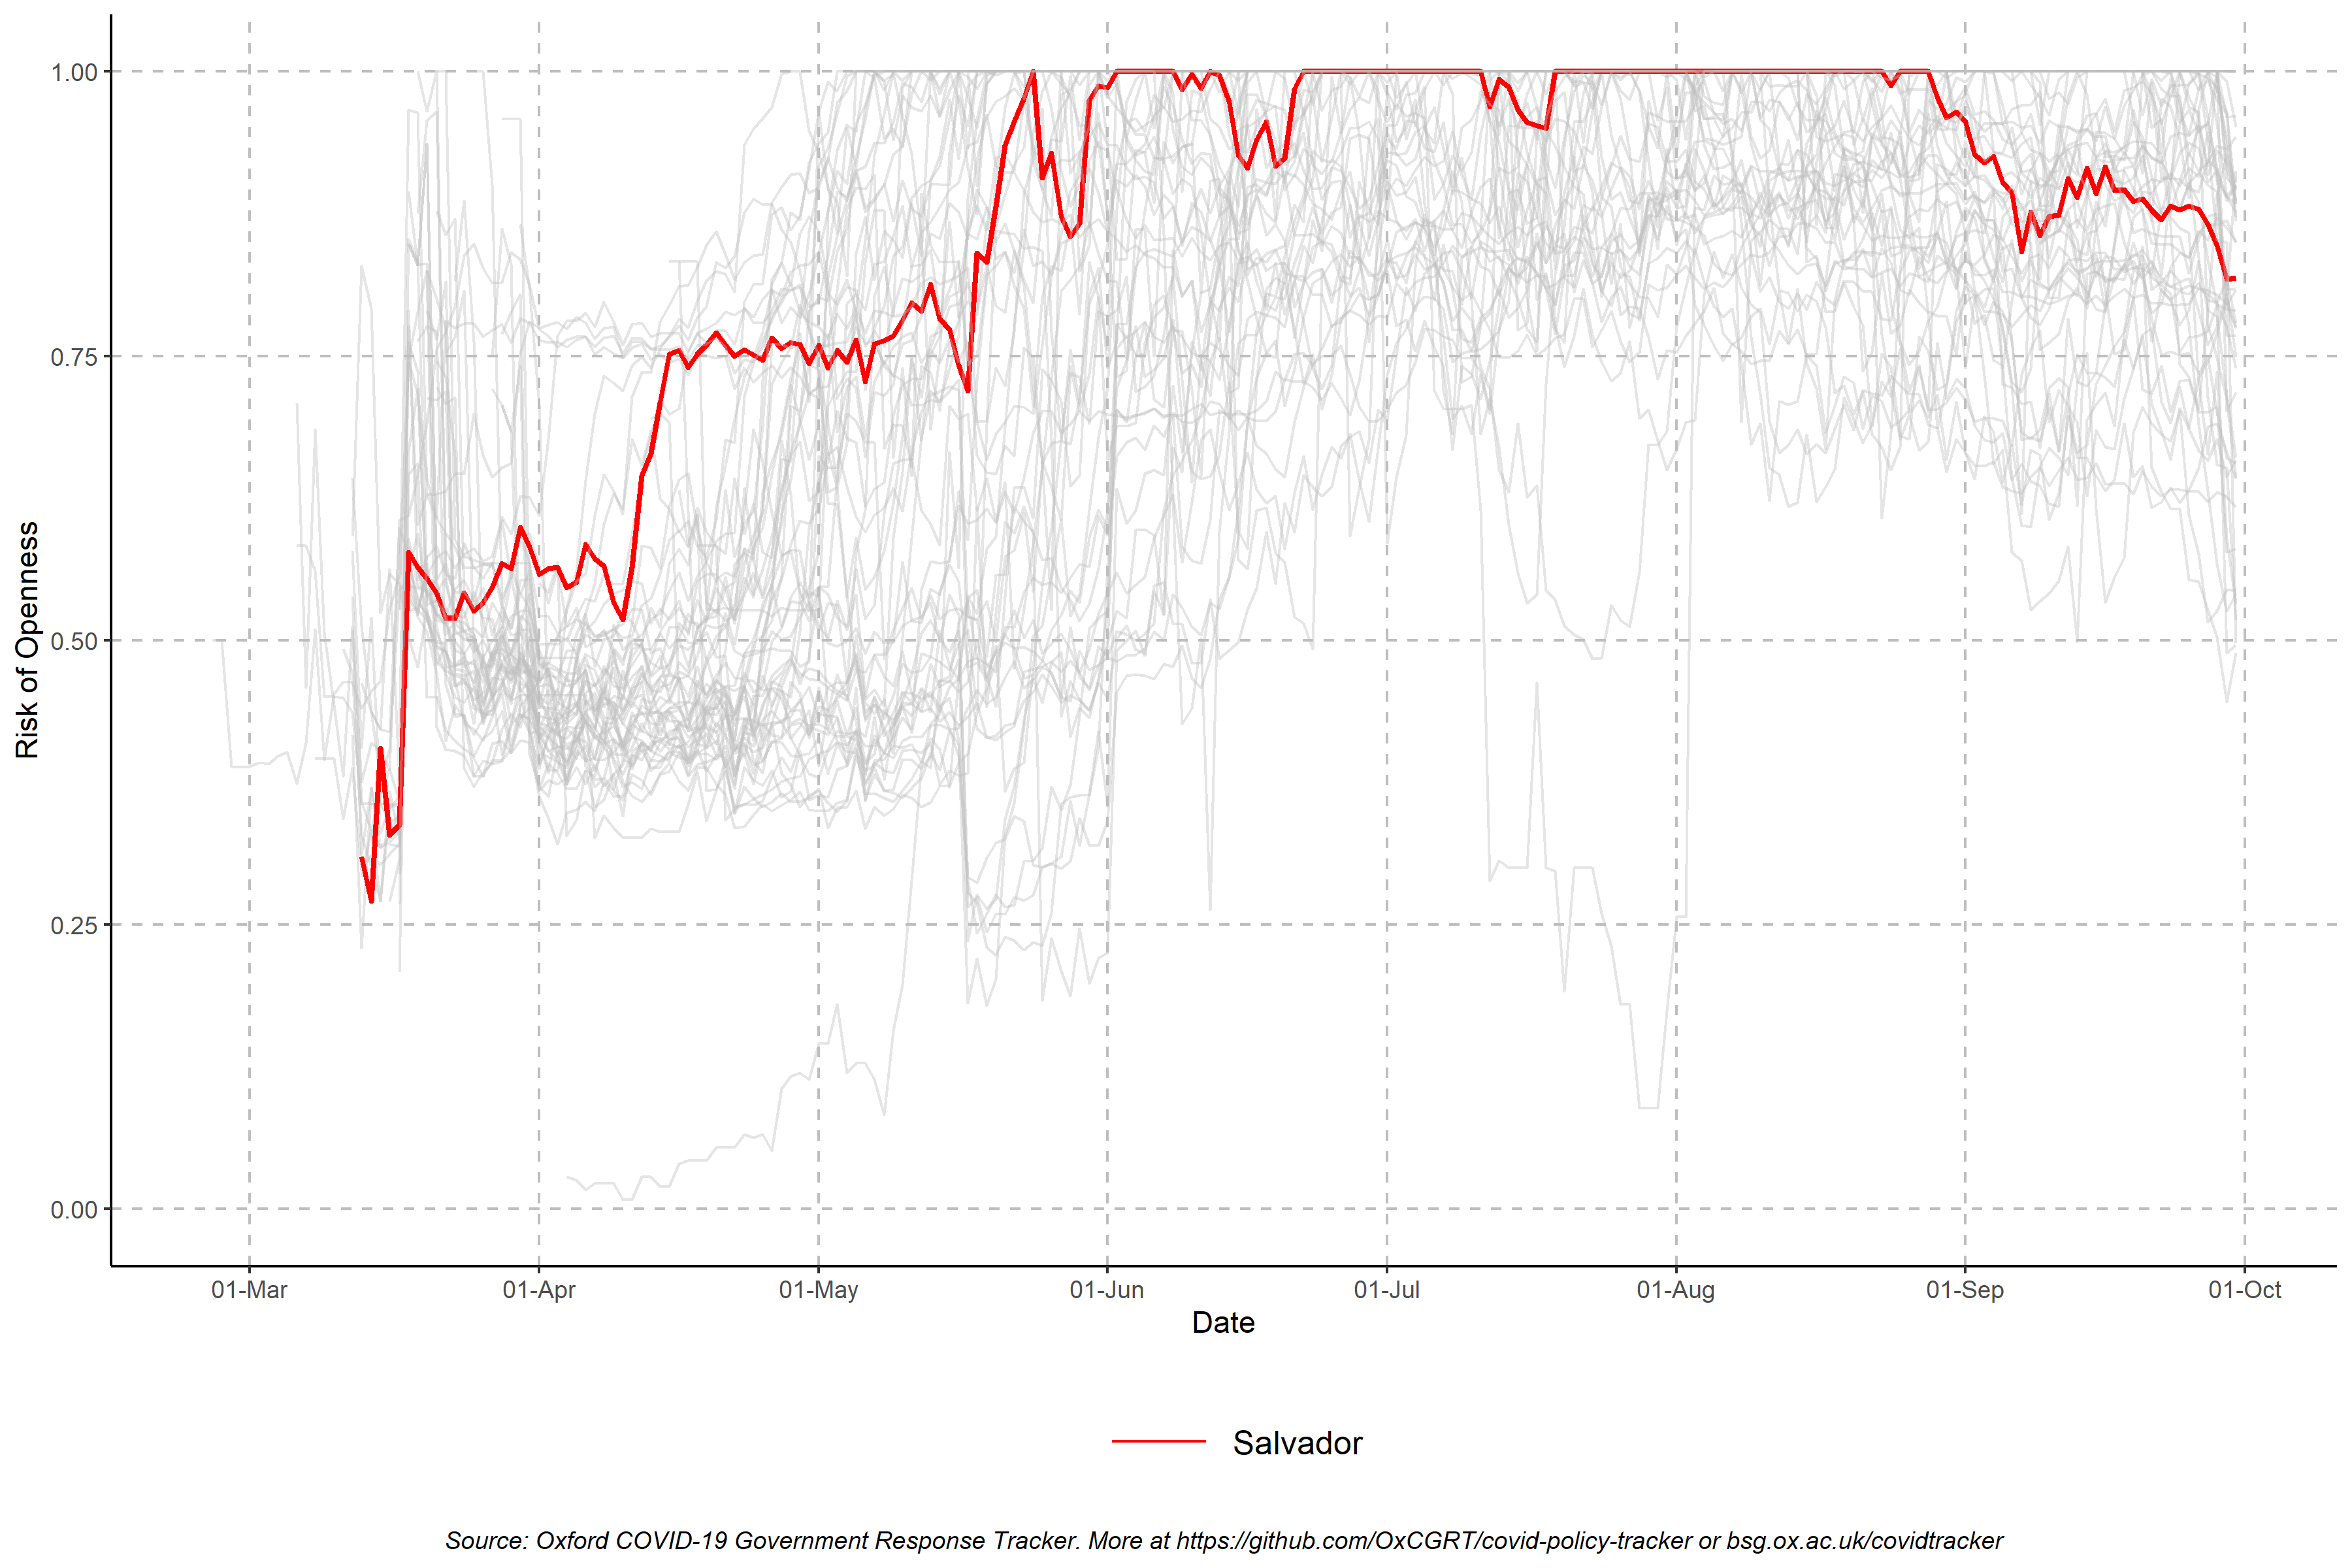 1.00
0.75
0.50
0.25
0.00
Risk of Openness
01-Mar 01-Apr 01-May 01-Jun 01-Jul 01-Aug 01-Sep 01-Oct
Date
Salvador
Source: Oxford COVID-19 Government Response Tracker. More at https://github.com/OxCGRT/covid-policy-tracker or bsg.ox.ac.uk/covidtracker